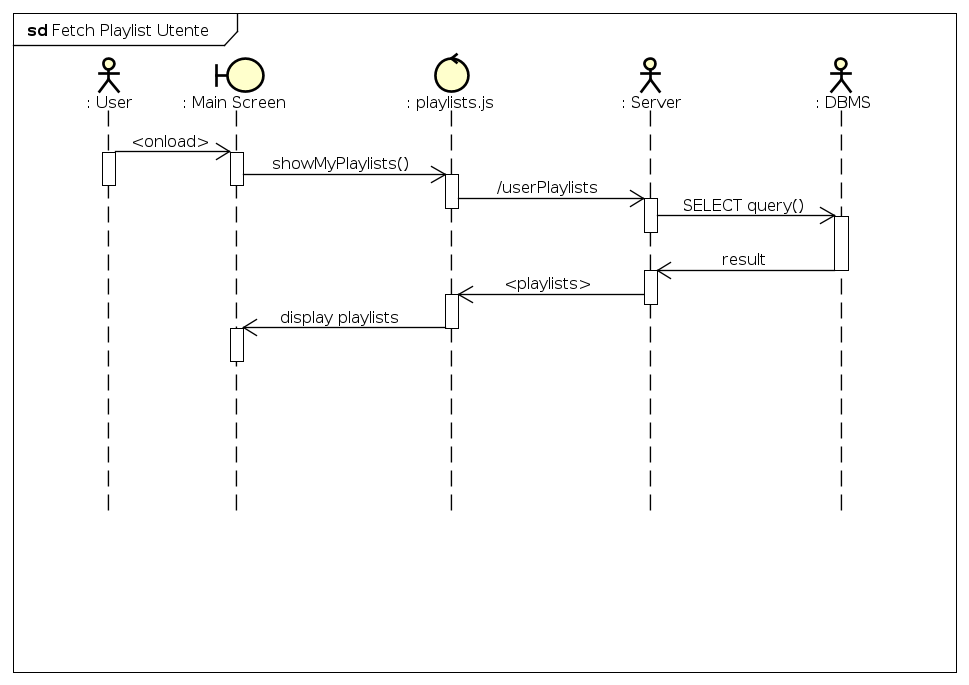 sd Fetch Playlist Utente
: User
: Main Screen
: playlists.js
: Server
: DBMS
<onload>
showMyPlaylists()
/userPlaylists
SELECT query()
result
<playlists>
display playlists